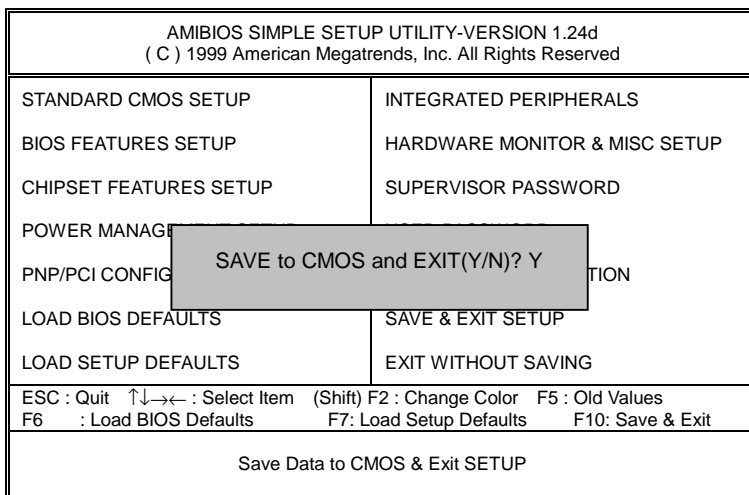 AMIBIOS SIMPLE SETUP UTILITY-VERSION 1.24d
( C ) 1999 American Megatrends, Inc. All Rights Reserved
STANDARD CMOS SETUP
BIOS FEATURES SETUP
CHIPSET FEATURES SETUP
POWER MANAGE
PNP/PCI CONFIG
LOAD BIOS DEFAULTS
LOAD SETUP DEFAULTS
INTEGRATED PERIPHERALS
HARDWARE MONITOR & MISC SETUP
SUPERVISOR PASSWORD
TION
SAVE & EXIT SETUP
EXIT WITHOUT SAVING
SAVE to CMOS and EXIT(Y/N)? Y
ESC : Quit ↑↓→← : Select Item (Shift) F2 : Change Color F5 : Old Values
F6 : Load BIOS Defaults F7: Load Setup Defaults F10: Save & Exit
Save Data to CMOS & Exit SETUP